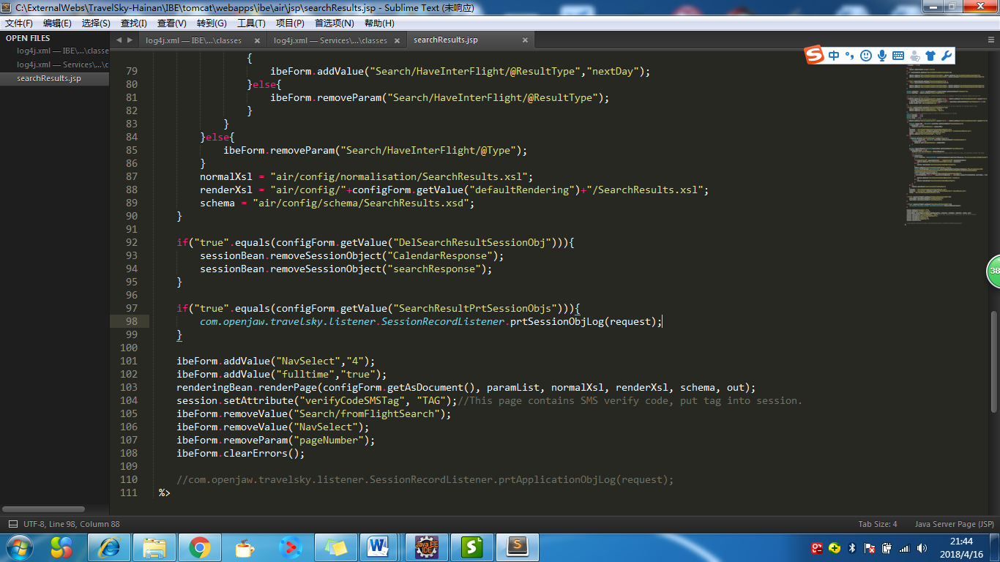 C:\ExternalWebs\TravelSky-Hainan\IBE\tomcat\webapps\ibe\air\jsp\searchResults.jsp - Sublime Text (未响应)
文件(F) 编辑(E) 选择(S) 查找(I) 查看(V) 转到(G) 工具(T) 项目(P) 首选项(N) 帮助(H)
OPEN FILES
log4j.xml — IBE\...\classe
log4j.xml — Services\...\c
searchResults.jsp
log4j.xml — IBE\...\classes
log4j.xml — Services\...\classes
searchResults.jsp
S 中
{
79 ibeForm.addValue("Search/HaveInterFlight/@ResultType","nextDay");
80 }else{
81 ibeForm.removeParam("Search/HaveInterFlight/@ResultType");
82 }
83 }
84 }else{
85 ibeForm.removeParam("Search/HaveInterFlight/@Type");
86 }
87 normalXsl = "air/config/normalisation/SearchResults.xsl";
88 renderXsl = "air/config/"+configForm.getValue("defaultRendering")+"/SearchResults.xsl";
89 schema = "air/config/schema/SearchResults.xsd";
90 }
91
92 if("true".equals(configForm.getValue("DelSearchResultSessionObj"))){
93 sessionBean.removeSessionObject("CalendarResponse");
94 sessionBean.removeSessionObject("searchResponse");
95 }
96
97 if("true".equals(configForm.getValue("SearchResultPrtSessionObjs"))){
98 com.openjaw.travelsky.listener.SessionRecordListener.prtSessionObjLog(request);
99 }
100
101 ibeForm.addValue("NavSelect","4");
102 ibeForm.addValue("fulltime","true");
103 renderingBean.renderPage(configForm.getAsDocument(), paramList, normalXsl, renderXsl, schema, out);
104 session.setAttribute("verifyCodeSMSTag", "TAG");//This page contains SMS verify code, put tag into session.
105 ibeForm.removeValue("Search/fromFlightSearch");
106 ibeForm.removeValue("NavSelect");
107 ibeForm.removeParam("pageNumber");
108 ibeForm.clearErrors();
109
110 //com.openjaw.travelsky.listener.SessionRecordListener.prtApplicationObjLog(request);
111 %>
38
UTF-8, Line 98, Column 88
Tab Size: 4
Java Server Page (JSP)
Java EE
IDE
21:44
2018/4/16